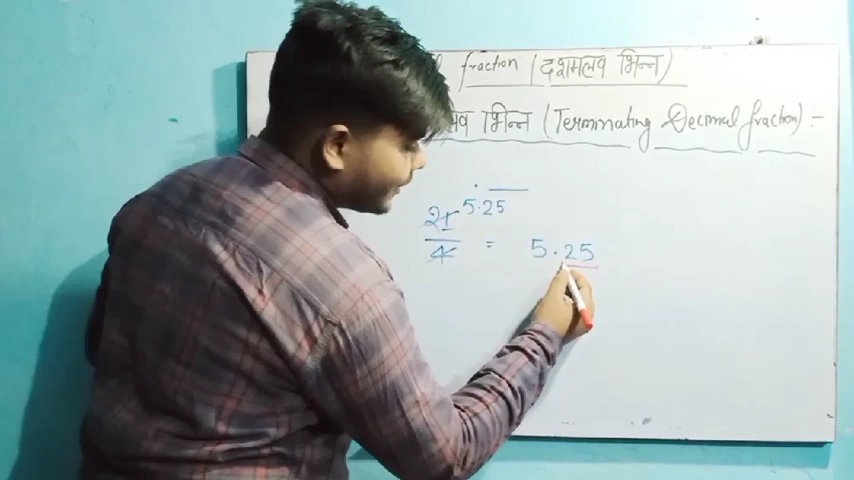 fraction (दशमलव भिन्न)
भिन्न (Terminating Decimal fraction) :-
21 5.25
4 = 5.25